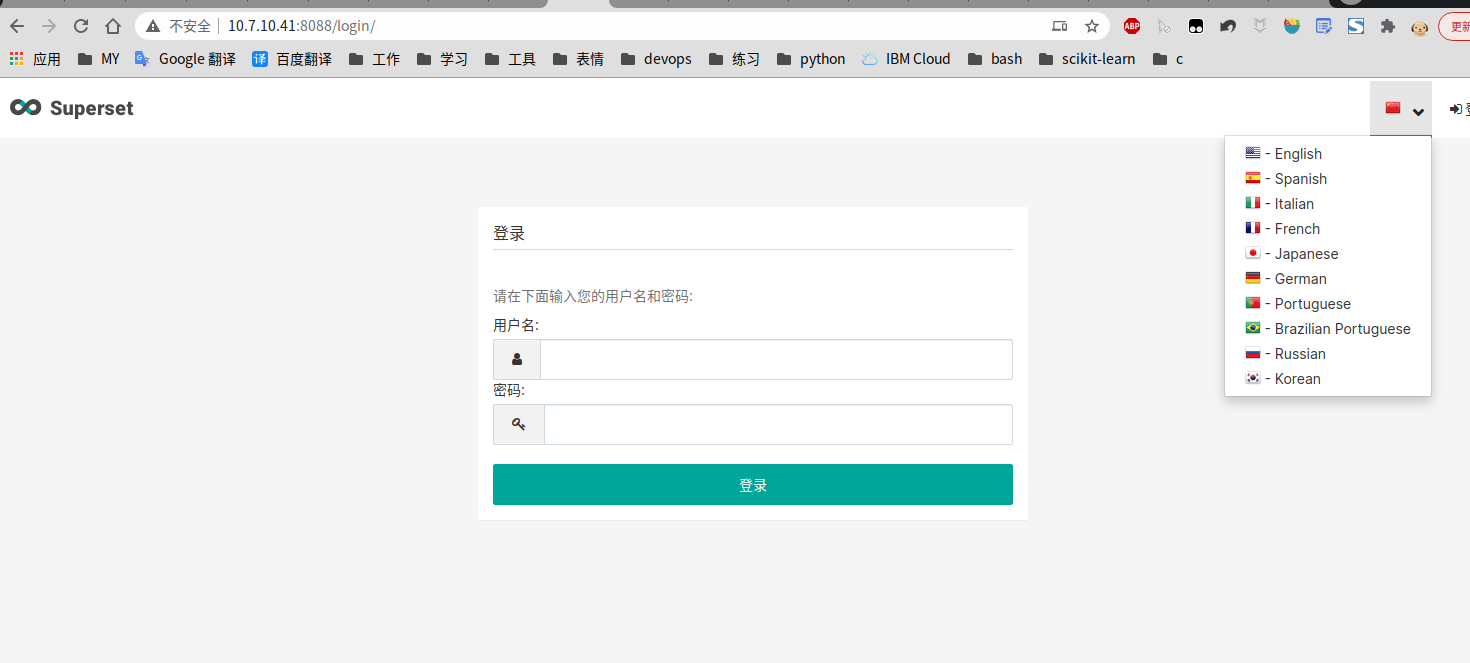 不安全 10.7.10.41:8088/login/ ABP 更新
应用 MY Google 翻译 译 百度翻译 工作 学习 工具 表情 devops 练习 python IBM Cloud bash scikit-learn c
Superset
- English
- Spanish
- Italian
- French
- Japanese
- German
- Portuguese
- Brazilian Portuguese
- Russian
- Korean
登录
请在下面输入您的用户名和密码:
用户名:
密码:
登录